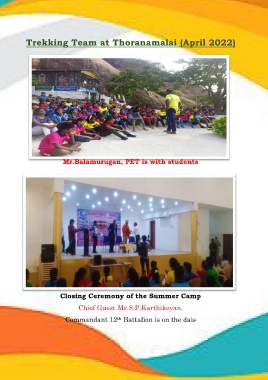 Trekking Team at Thoranamalai (April 2022)
Mr.Balamurugan, PET is with students
Closing Ceremony of the Summer Camp
Chief Guest Mr.S.P.Karthikeyan,
Commandant 12th Battalion is on the dais